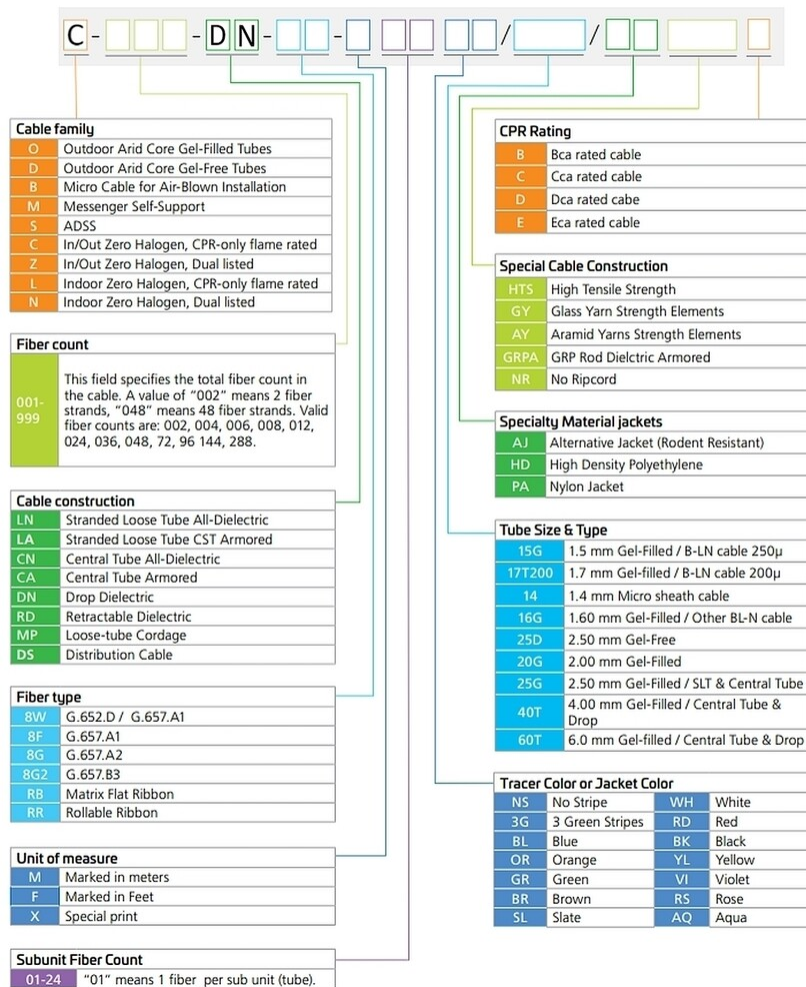 C - - DN - - / /
Cable family
O Outdoor Arid Core Gel-Filled Tubes
D Outdoor Arid Core Gel-Free Tubes
B Micro Cable for Air-Blown Installation
M Messenger Self-Support
S ADSS
C In/Out Zero Halogen, CPR-only flame rated
Z In/Out Zero Halogen, Dual listed
L Indoor Zero Halogen, CPR-only flame rated
N Indoor Zero Halogen, Dual listed
Fiber count
001-
999
This field specifies the total fiber count in
the cable. A value of “002” means 2 fiber
strands, “048” means 48 fiber strands. Valid
fiber counts are: 002, 004, 006, 008, 012,
024, 036, 048, 72, 96 144, 288.
Cable construction
LN Stranded Loose Tube All-Dielectric
LA Stranded Loose Tube CST Armored
CN Central Tube All-Dielectric
CA Central Tube Armored
DN Drop Dielectric
RD Retractable Dielectric
MP Loose-tube Cordage
DS Distribution Cable
Fiber type
8W G.652.D / G.657.A1
8F G.657.A1
8G G.657.A2
8G2 G.657.B3
RB Matrix Flat Ribbon
RR Rollable Ribbon
Unit of measure
M Marked in meters
F Marked in Feet
X Special print
Subunit Fiber Count
01-24 “01” means 1 fiber per sub unit (tube).
CPR Rating
B Bca rated cable
C Cca rated cable
D Dca rated cabe
E Eca rated cable
Special Cable Construction
HTS High Tensile Strength
GY Glass Yarn Strength Elements
AY Aramid Yarns Strength Elements
GRPA GRP Rod Dielctric Armored
NR No Ripcord
Specialty Material jackets
AJ Alternative Jacket (Rodent Resistant)
HD High Density Polyethylene
PA Nylon Jacket
Tube Size & Type
15G 1.5 mm Gel-Filled / B-LN cable 250µ
17T200 1.7 mm Gel-filled / B-LN cable 200µ
14 1.4 mm Micro sheath cable
16G 1.60 mm Gel-Filled / Other BL-N cable
25D 2.50 mm Gel-Free
20G 2.00 mm Gel-Filled
25G 2.50 mm Gel-Filled / SLT & Central Tube
40T 4.00 mm Gel-Filled / Central Tube &
Drop
60T 6.0 mm Gel-filled / Central Tube & Drop
Tracer Color or Jacket Color
NS No Stripe WH White
3G 3 Green Stripes RD Red
BL Blue BK Black
OR Orange YL Yellow
GR Green VI Violet
BR Brown RS Rose
SL Slate AQ Aqua